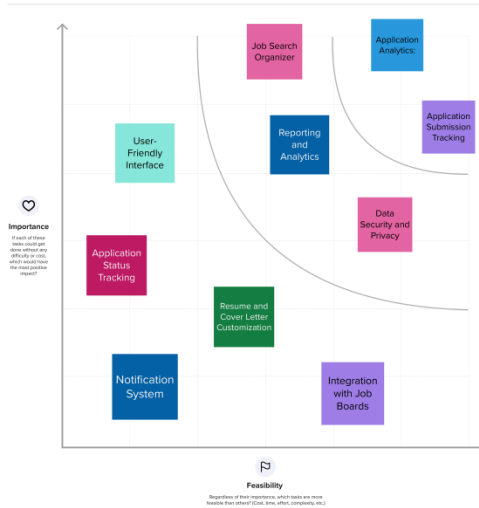 Job Search
Organizer
Application
Analytics:
Application
Submission
Tracking
User-
Friendly
Interface
Reporting
and
Analytics
Data
Security and
Privacy
Importance
If each of these
tasks could get
done without any
difficulty or cost,
which would have
the most positive
impact?
Application
Status
Tracking
Resume and
Cover Letter
Customization
Notification
System
Integration
with Job
Boards
Feasibility
Regardless of their importance, which tasks are more
feasible than others? (Cost, time, effort, complexity, etc.)